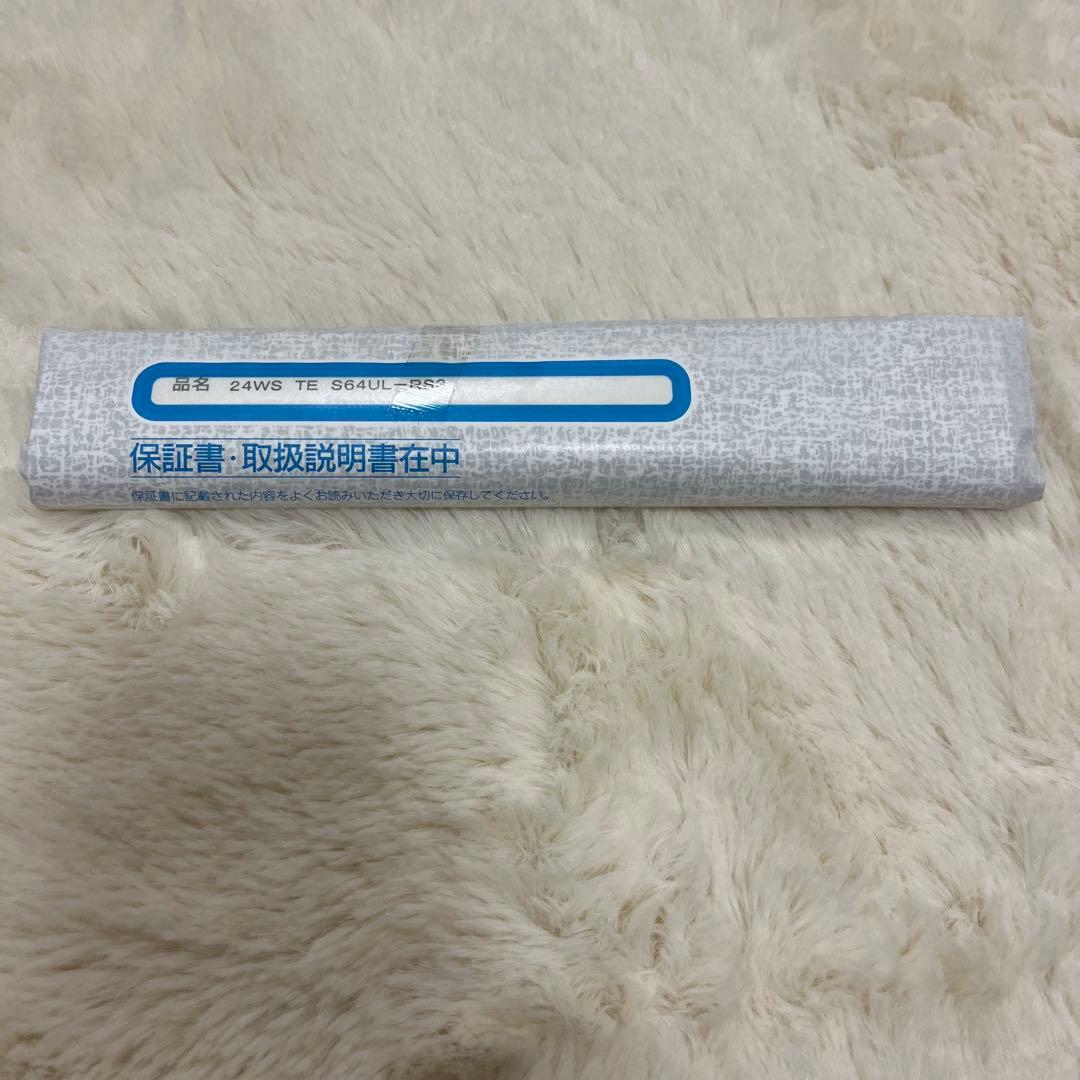 品名 24WS TE S64UL-RS3
保証書・取扱説明書在中
保証書に記載された内容をよくお読みいただき大切に保存してください。